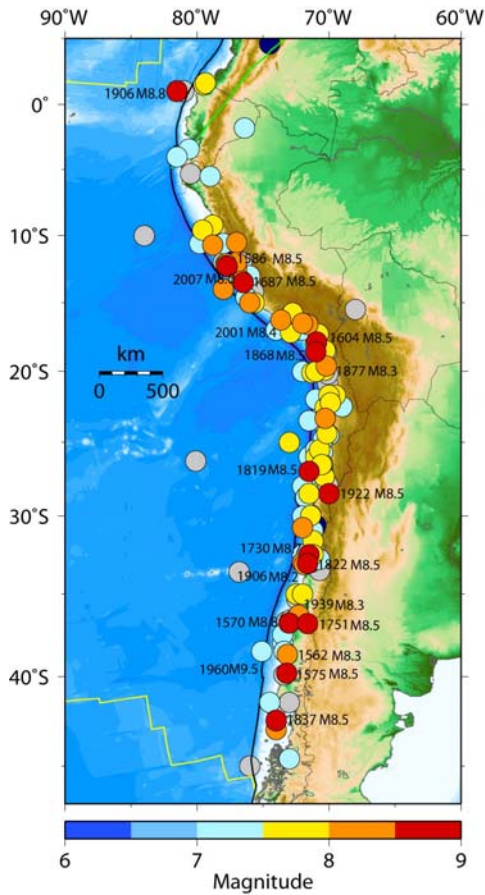 90°W 80°W 70°W 60°W
1906 M8.8
0°
10°S
1586 M8.5
2007 M8.0
1687 M8.5
2001 M8.4
1604 M8.5
km
1868 M8.5
0 500
1877 M8.3
20°S
1819 M8.5
1922 M8.5
30°S
1730 M8.7
1822 M8.5
1906 M8.2
1939 M8.3
1570 M8.8
1751 M8.5
1562 M8.3
1960 M9.5
1575 M8.5
40°S
1837 M8.5
6 7 8 9
Magnitude